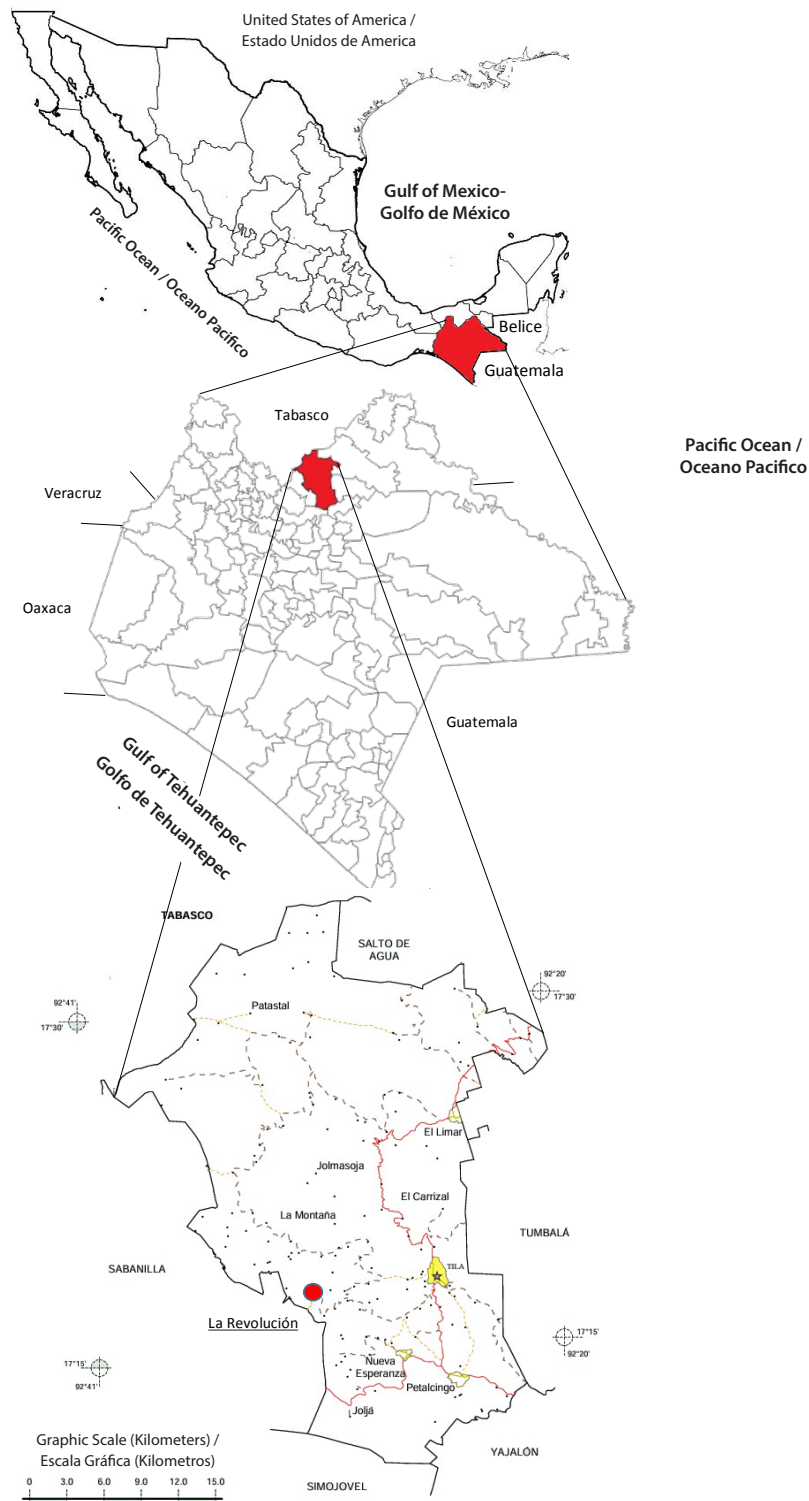 United States of America /
Estado Unidos de America
Gulf of Mexico-
Golfo de México
Pacific Ocean / Oceano Pacifico
Belice
Guatemala
Tabasco
Pacific Ocean /
Oceano Pacifico
Veracruz
Oaxaca
Guatemala
Gulf of Tehuantepec
Golfo de Tehuantepec
TABASCO
SALTO DE
AGUA
92°20'
17°30'
92°41'
17°30'
Patastal
El Limar
Jolmasoja
El Carrizal
La Montaña
TUMBALÁ
SABANILLA
TILA
La Revolución
17°15'
92°20'
17°15'
92°41'
Nueva
Esperanza
Petalcingo
Joljá
Graphic Scale (Kilometers) /
Escala Gráfica (Kilometros)
YAJALÓN
SIMOJOVEL
0 3.0 6.0 9.0 12.0 15.0